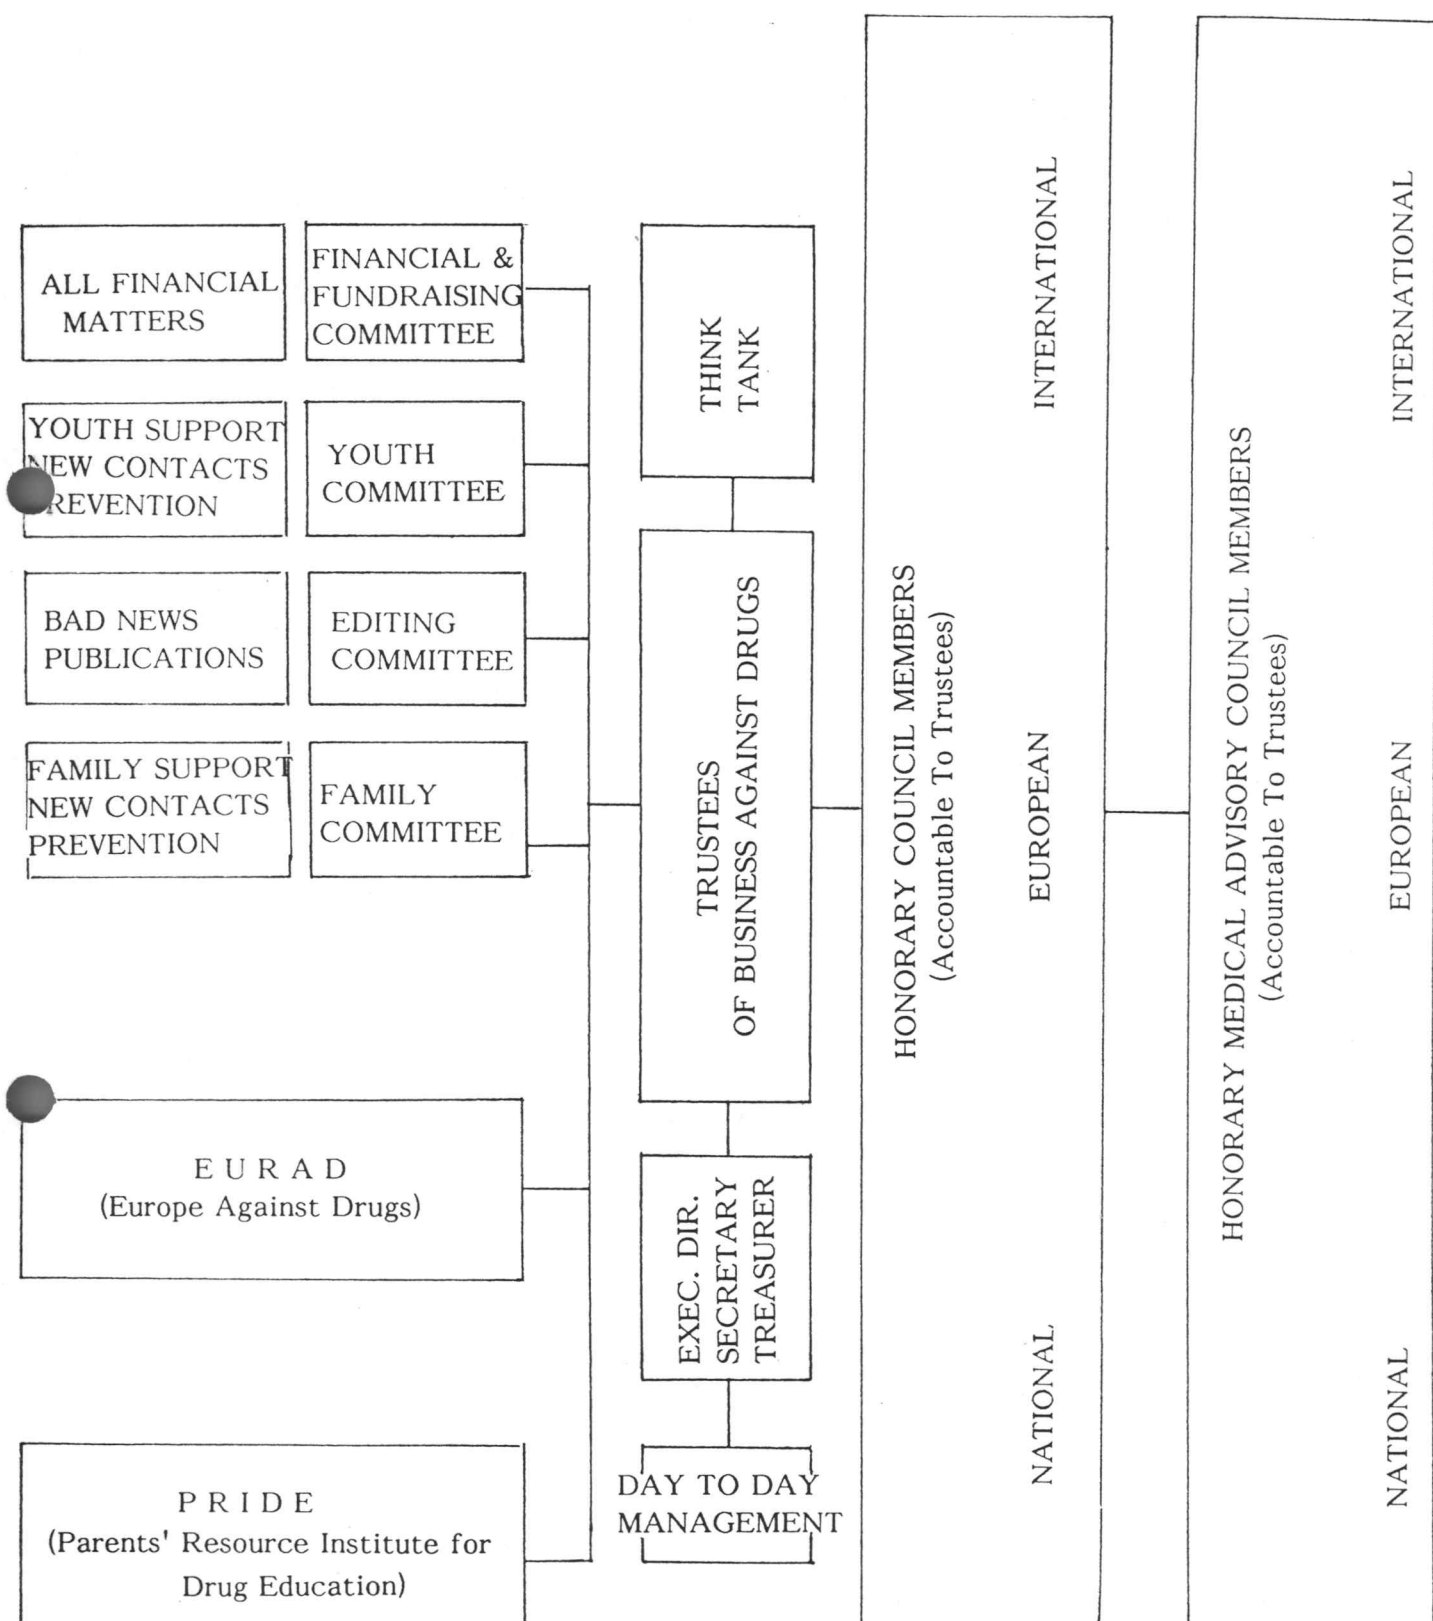 ALL FINANCIAL
MATTERS
FINANCIAL &
FUNDRAISING
COMMITTEE
YOUTH SUPPORT
NEW CONTACTS
PREVENTION
YOUTH
COMMITTEE
BAD NEWS
PUBLICATIONS
EDITING
COMMITTEE
FAMILY SUPPORT
NEW CONTACTS
PREVENTION
FAMILY
COMMITTEE
E U R A D
(Europe Against Drugs)
P R I D E
(Parents' Resource Institute for
Drug Education)
THINK
TANK
TRUSTEES
OF BUSINESS AGAINST DRUGS
EXEC. DIR.
SECRETARY
TREASURER
DAY TO DAY
MANAGEMENT
HONORARY COUNCIL MEMBERS
(Accountable To Trustees)
INTERNATIONAL
EUROPEAN
NATIONAL
HONORARY MEDICAL ADVISORY COUNCIL MEMBERS
(Accountable To Trustees)
INTERNATIONAL
EUROPEAN
NATIONAL